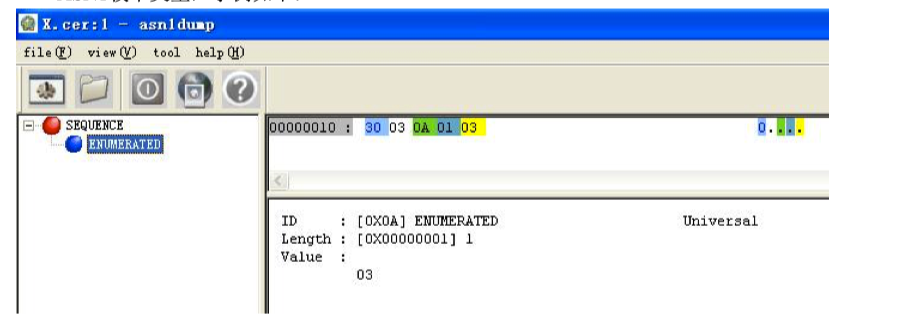 X.cer:1 - asn1dump
file(F) view(V) tool help(H)
SEQUENCE
ENUMERATED
00000010 : 30 03 0A 01 03 0....
ID : [0X0A] ENUMERATED Universal
Length : [0X00000001] 1
Value :
03